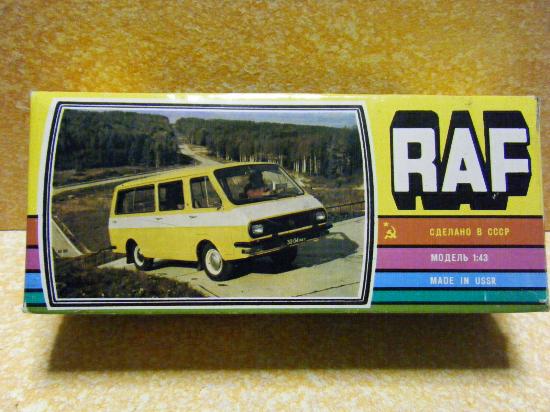 RAF
СДЕЛАНО В СССР
МОДЕЛЬ 1:43
MADE IN USSR